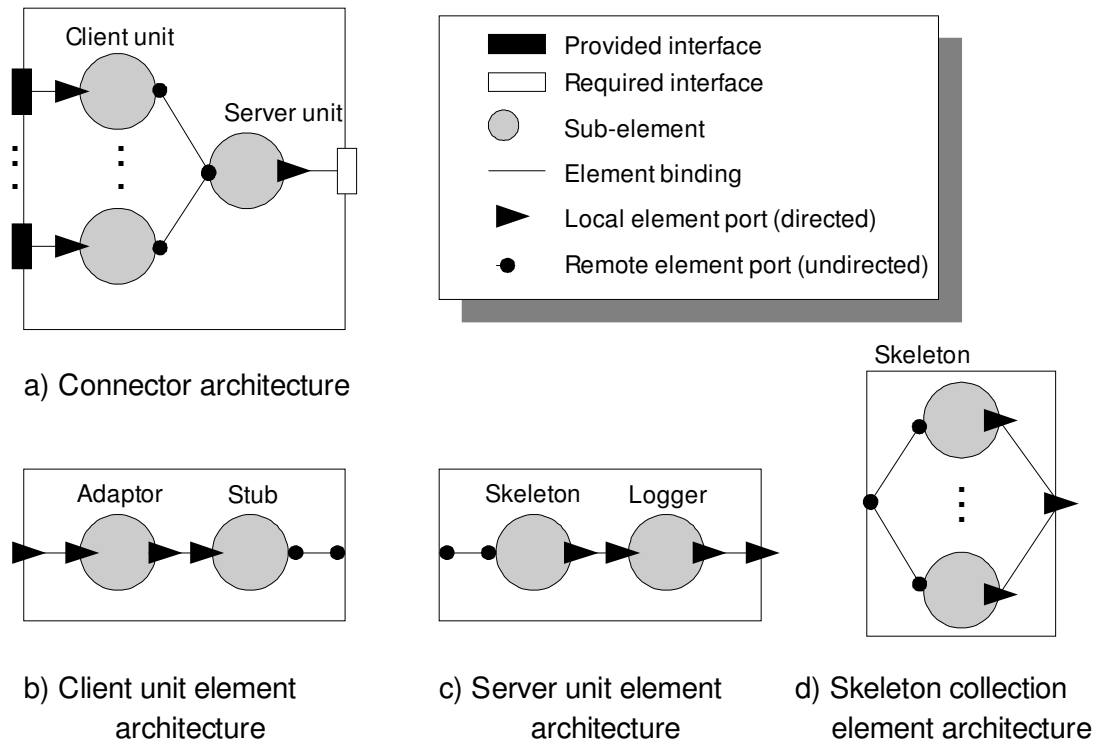 Client unit
Server unit
Provided interface
Required interface
Sub-element
Element binding
Local element port (directed)
Remote element port (undirected)
a) Connector architecture
Skeleton
Adaptor
Stub
Skeleton
Logger
b) Client unit element
architecture
c) Server unit element
architecture
d) Skeleton collection
element architecture